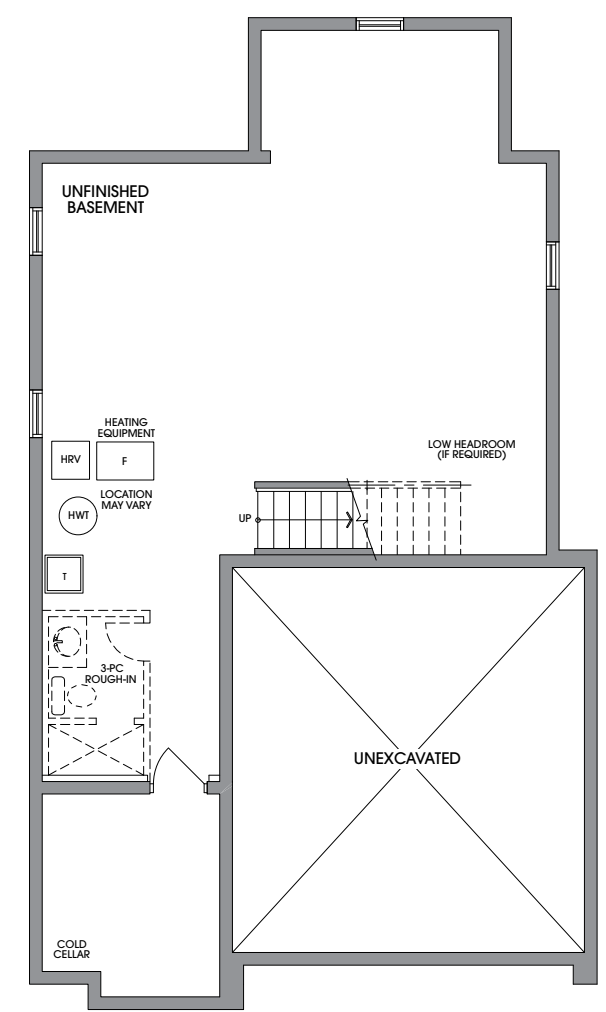 UNFINISHED
BASEMENT
HEATING
EQUIPMENT
HRV
F
LOW HEADROOM
(IF REQUIRED)
LOCATION
MAY VARY
HWT
UP
T
3-PC
ROUGH-IN
UNEXCAVATED
COLD
CELLAR